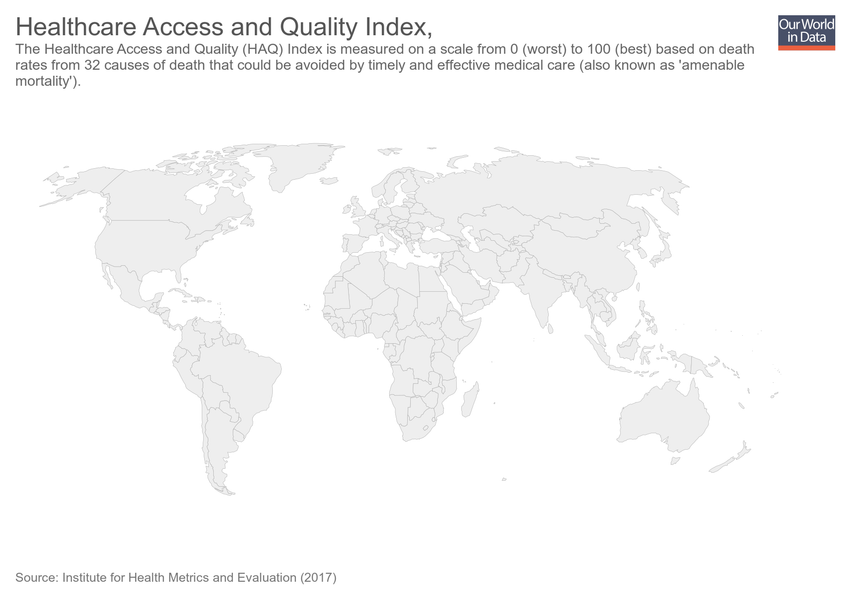 Healthcare Access and Quality Index,
Our World
in Data
The Healthcare Access and Quality (HAQ) Index is measured on a scale from 0 (worst) to 100 (best) based on death
rates from 32 causes of death that could be avoided by timely and effective medical care (also known as 'amenable
mortality').
Source: Institute for Health Metrics and Evaluation (2017)